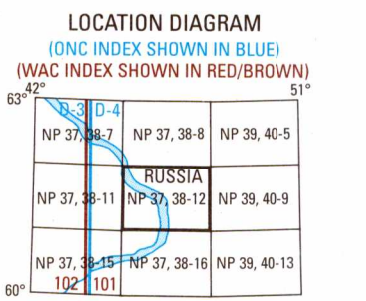 LOCATION DIAGRAM
(ONC INDEX SHOWN IN BLUE)
(WAC INDEX SHOWN IN RED/BROWN)
63° 42° 51°
D-3 D-4
NP 37, 38-7 NP 37, 38-8 NP 39, 40-5
RUSSIA
NP 37, 38-11 NP 37, 38-12 NP 39, 40-9
NP 37, 38-15 NP 37, 38-16 NP 39, 40-13
102 101
60°